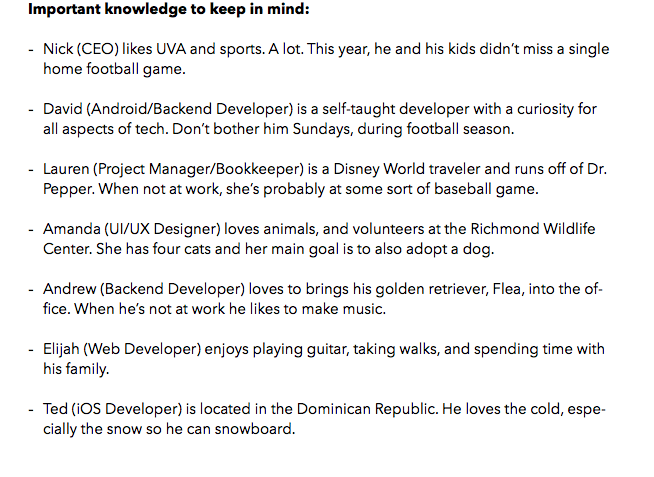 Important knowledge to keep in mind:
- Nick (CEO) likes UVA and sports. A lot. This year, he and his kids didn’t miss a single
home football game.
- David (Android/Backend Developer) is a self-taught developer with a curiosity for
all aspects of tech. Don’t bother him Sundays, during football season.
- Lauren (Project Manager/Bookkeeper) is a Disney World traveler and runs off of Dr.
Pepper. When not at work, she’s probably at some sort of baseball game.
- Amanda (UI/UX Designer) loves animals, and volunteers at the Richmond Wildlife
Center. She has four cats and her main goal is to also adopt a dog.
- Andrew (Backend Developer) loves to brings his golden retriever, Flea, into the of-
fice. When he’s not at work he likes to make music.
- Elijah (Web Developer) enjoys playing guitar, taking walks, and spending time with
his family.
- Ted (iOS Developer) is located in the Dominican Republic. He loves the cold, espe-
cially the snow so he can snowboard.